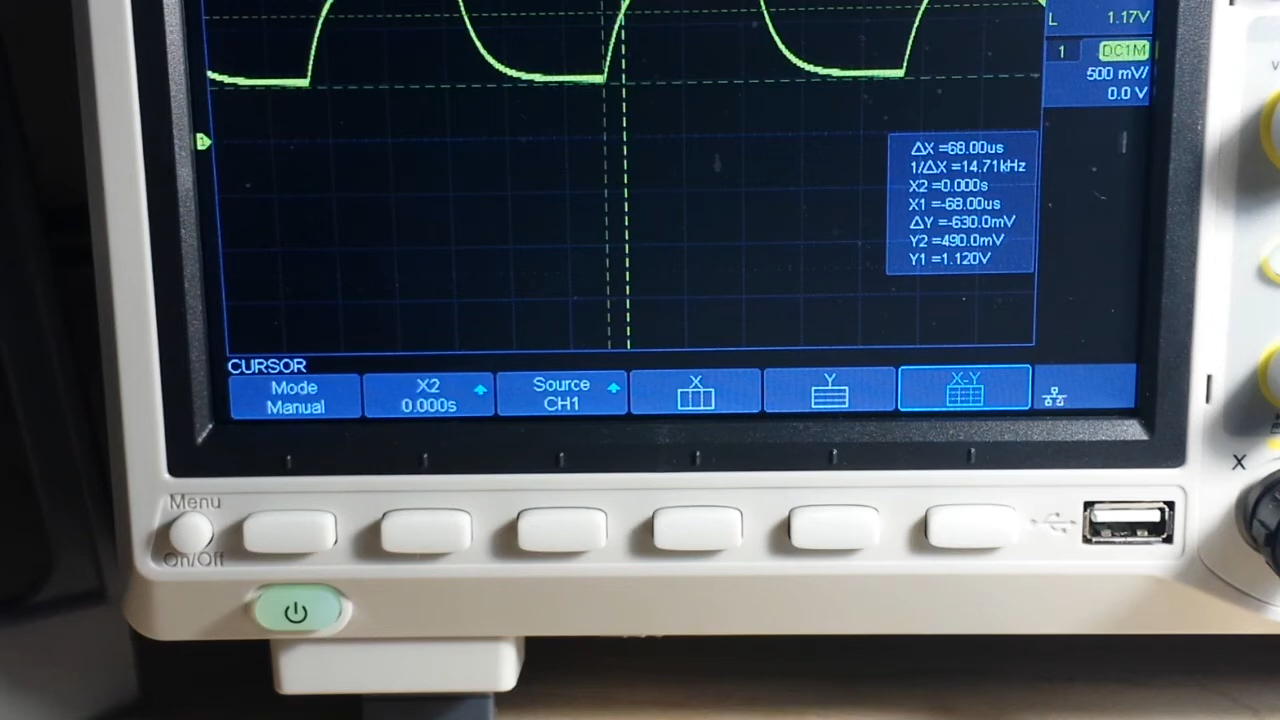 L 1.17V
1 DC1M
500 mV/
0.0 V
1
ΔX =68.00us
1/ΔX =14.71kHz
X2 =0.000s
X1 =-68.00us
ΔY =-630.0mV
Y2 =490.0mV
Y1 =1.120V
CURSOR
Mode
Manual
X2
0.000s
Source
CH1
X
Y
X-Y
Menu
On/Off
V
X